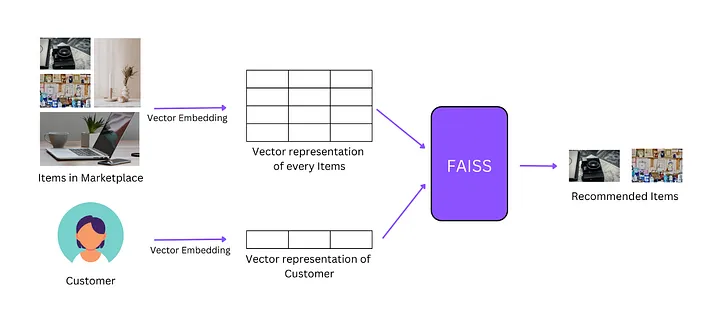 Vector Embedding
Items in Marketplace
Vector representation
of every Items
FAISS
Recommended Items
Vector Embedding
Customer
Vector representation of
Customer